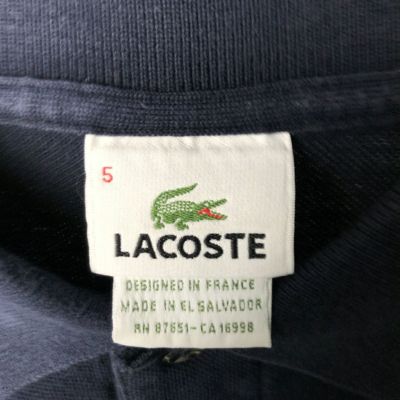 5
LACOSTE
DESIGNED IN FRANCE
MADE IN EL SALVADOR
RN 87651-CA 16998